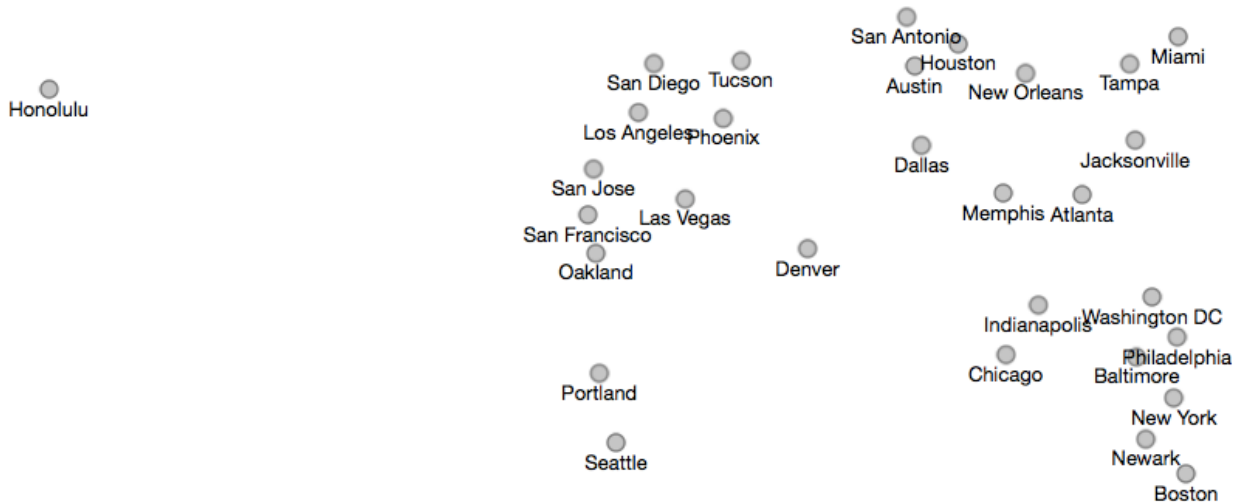 San Antonio
Miami
Houston
San Diego
Tucson
Austin
New Orleans
Tampa
Honolulu
Los Angeles
Phoenix
Dallas
Jacksonville
San Jose
Las Vegas
Memphis
Atlanta
San Francisco
Oakland
Denver
Indianapolis
Washington DC
Philadelphia
Chicago
Baltimore
Portland
New York
Newark
Seattle
Boston